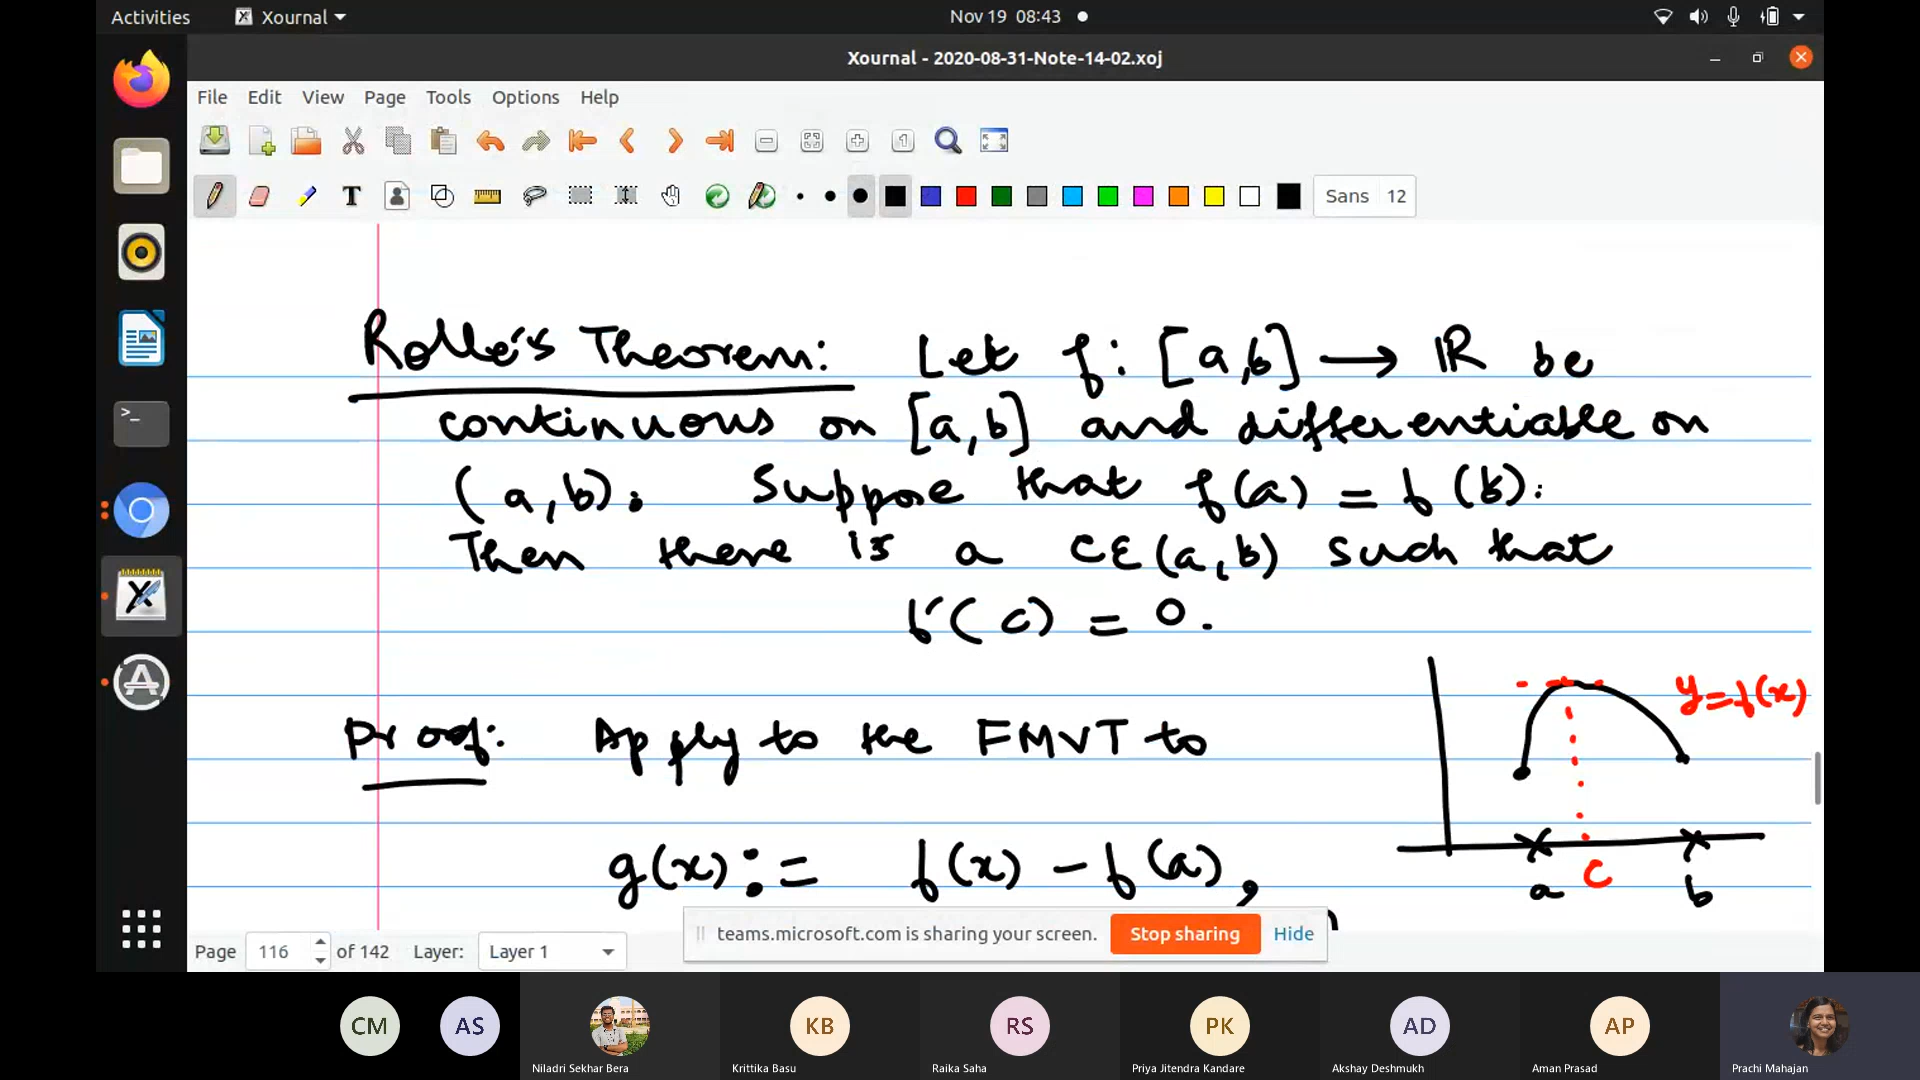 Activities
Xournal
Nov 19 08:43
Xournal - 2020-08-31-Note-14-02.xoj
File Edit View Page Tools Options Help
Sans 12
Rolle's Theorem: Let f: [a,b] → ℝ be
continuous on [a,b] and differentiable on
(a,b). Suppose that f(a) = f(b).
Then there is a c∈(a,b) such that
f'(c) = 0.
y=f(x)
Proof: Apply to the FMVT to
g(x) := f(x) - f(a),
a c b
teams.microsoft.com is sharing your screen. Stop sharing Hide
Page 116 of 142 Layer: Layer 1
CM AS KB RS PK AD AP
Niladri Sekhar Bera Krittika Basu Raika Saha Priya Jitendra Kandare Akshay Deshmukh Aman Prasad Prachi Mahajan